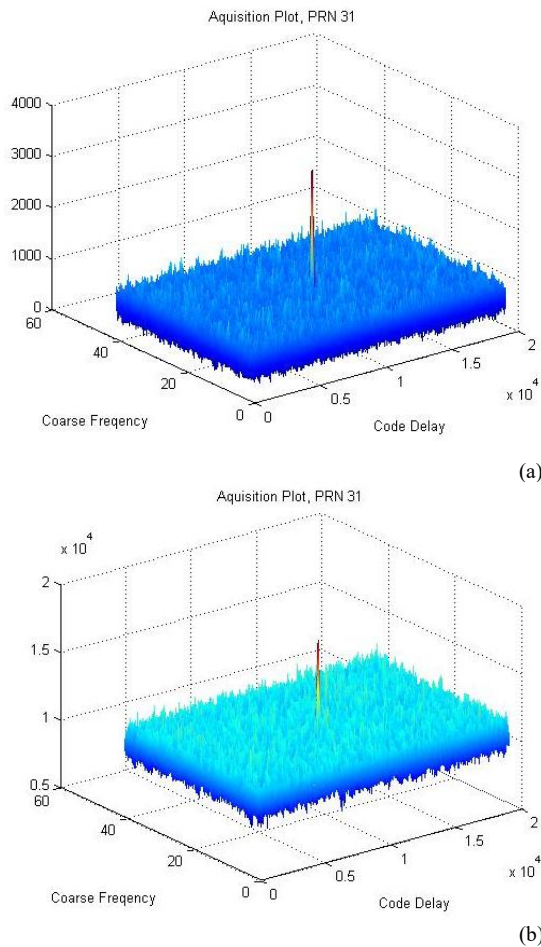 Aquisition Plot, PRN 31
4000
3000
2000
1000
0
60
40
20
0
0
0.5
1
1.5
2
x 10^4
Coarse Freqency
Code Delay
(a)
Aquisition Plot, PRN 31
x 10^4
2
1.5
1
0.5
60
40
20
0
0
0.5
1
1.5
2
x 10^4
Coarse Freqency
Code Delay
(b)